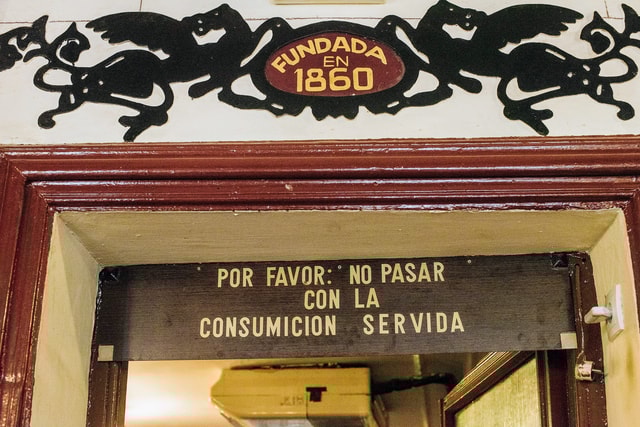 FUNDADA
EN
1860
POR FAVOR: NO PASAR
CON LA
CONSUMICION SERVIDA